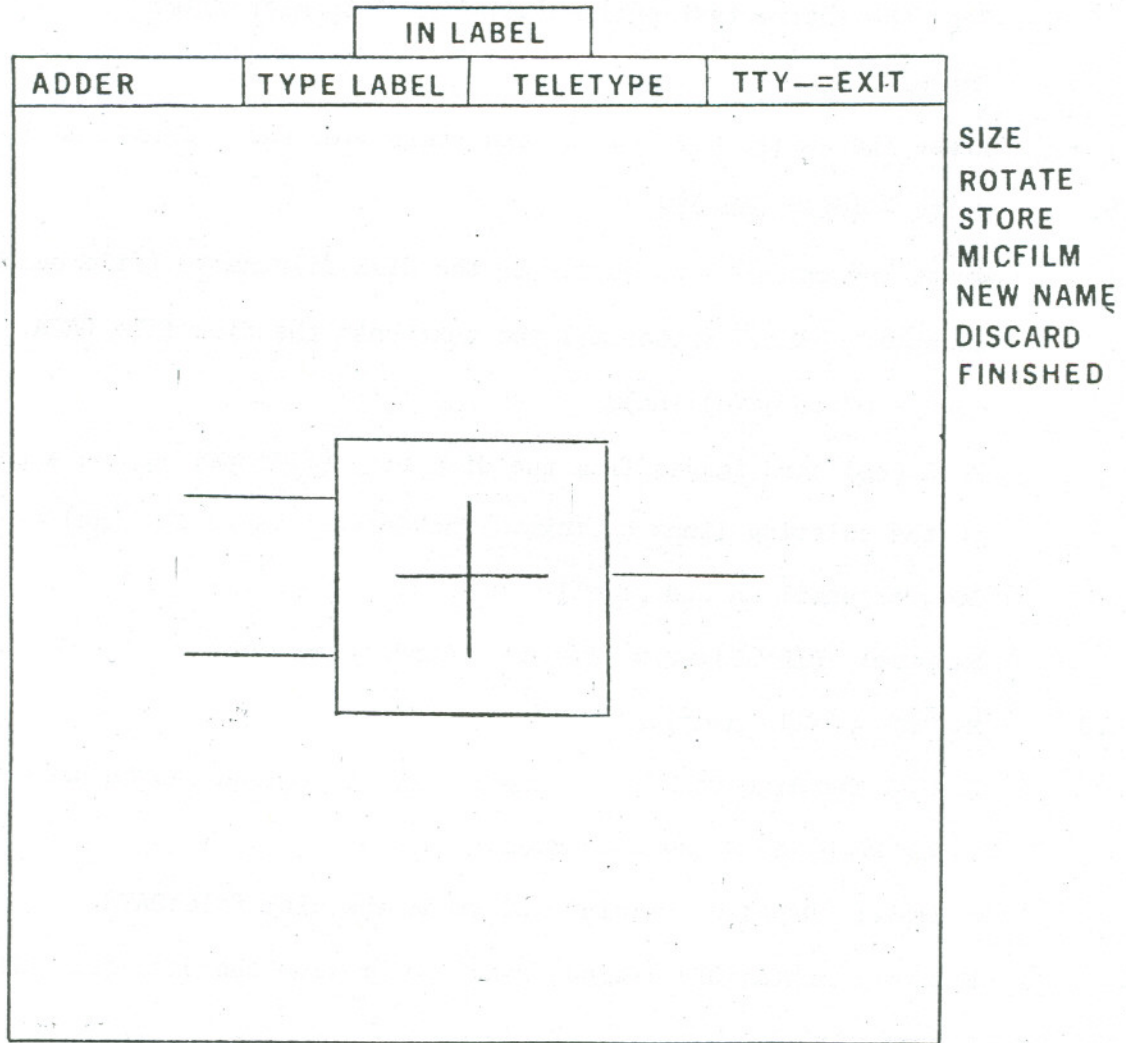 IN LABEL
ADDER TYPE LABEL TELETYPE TTY-=EXIT
SIZE
ROTATE
STORE
MICFILM
NEW NAME
DISCARD
FINISHED